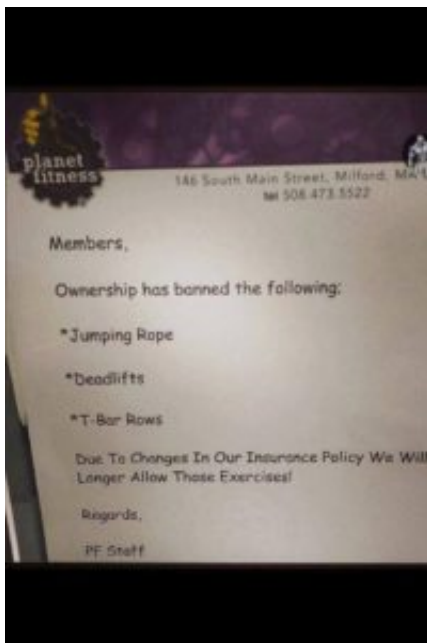 planet
fitness
146 South Main Street, Milford, MA
tel 508.473.5522
Members,
Ownership has banned the following:
*Jumping Rope
*Deadlifts
*T-Bar Rows
Due To Changes In Our Insurance Policy We Will
Longer Allow Those Exercises!
Regards,
PF Staff